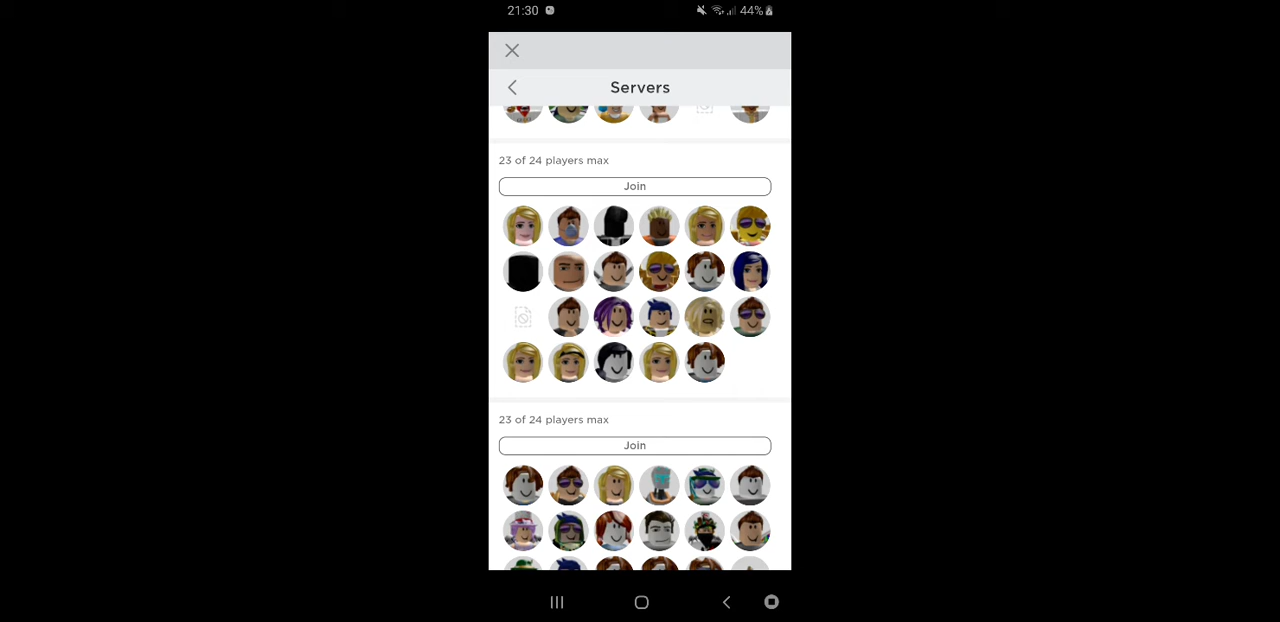 21:30
44%
Servers
23 of 24 players max
Join
23 of 24 players max
Join